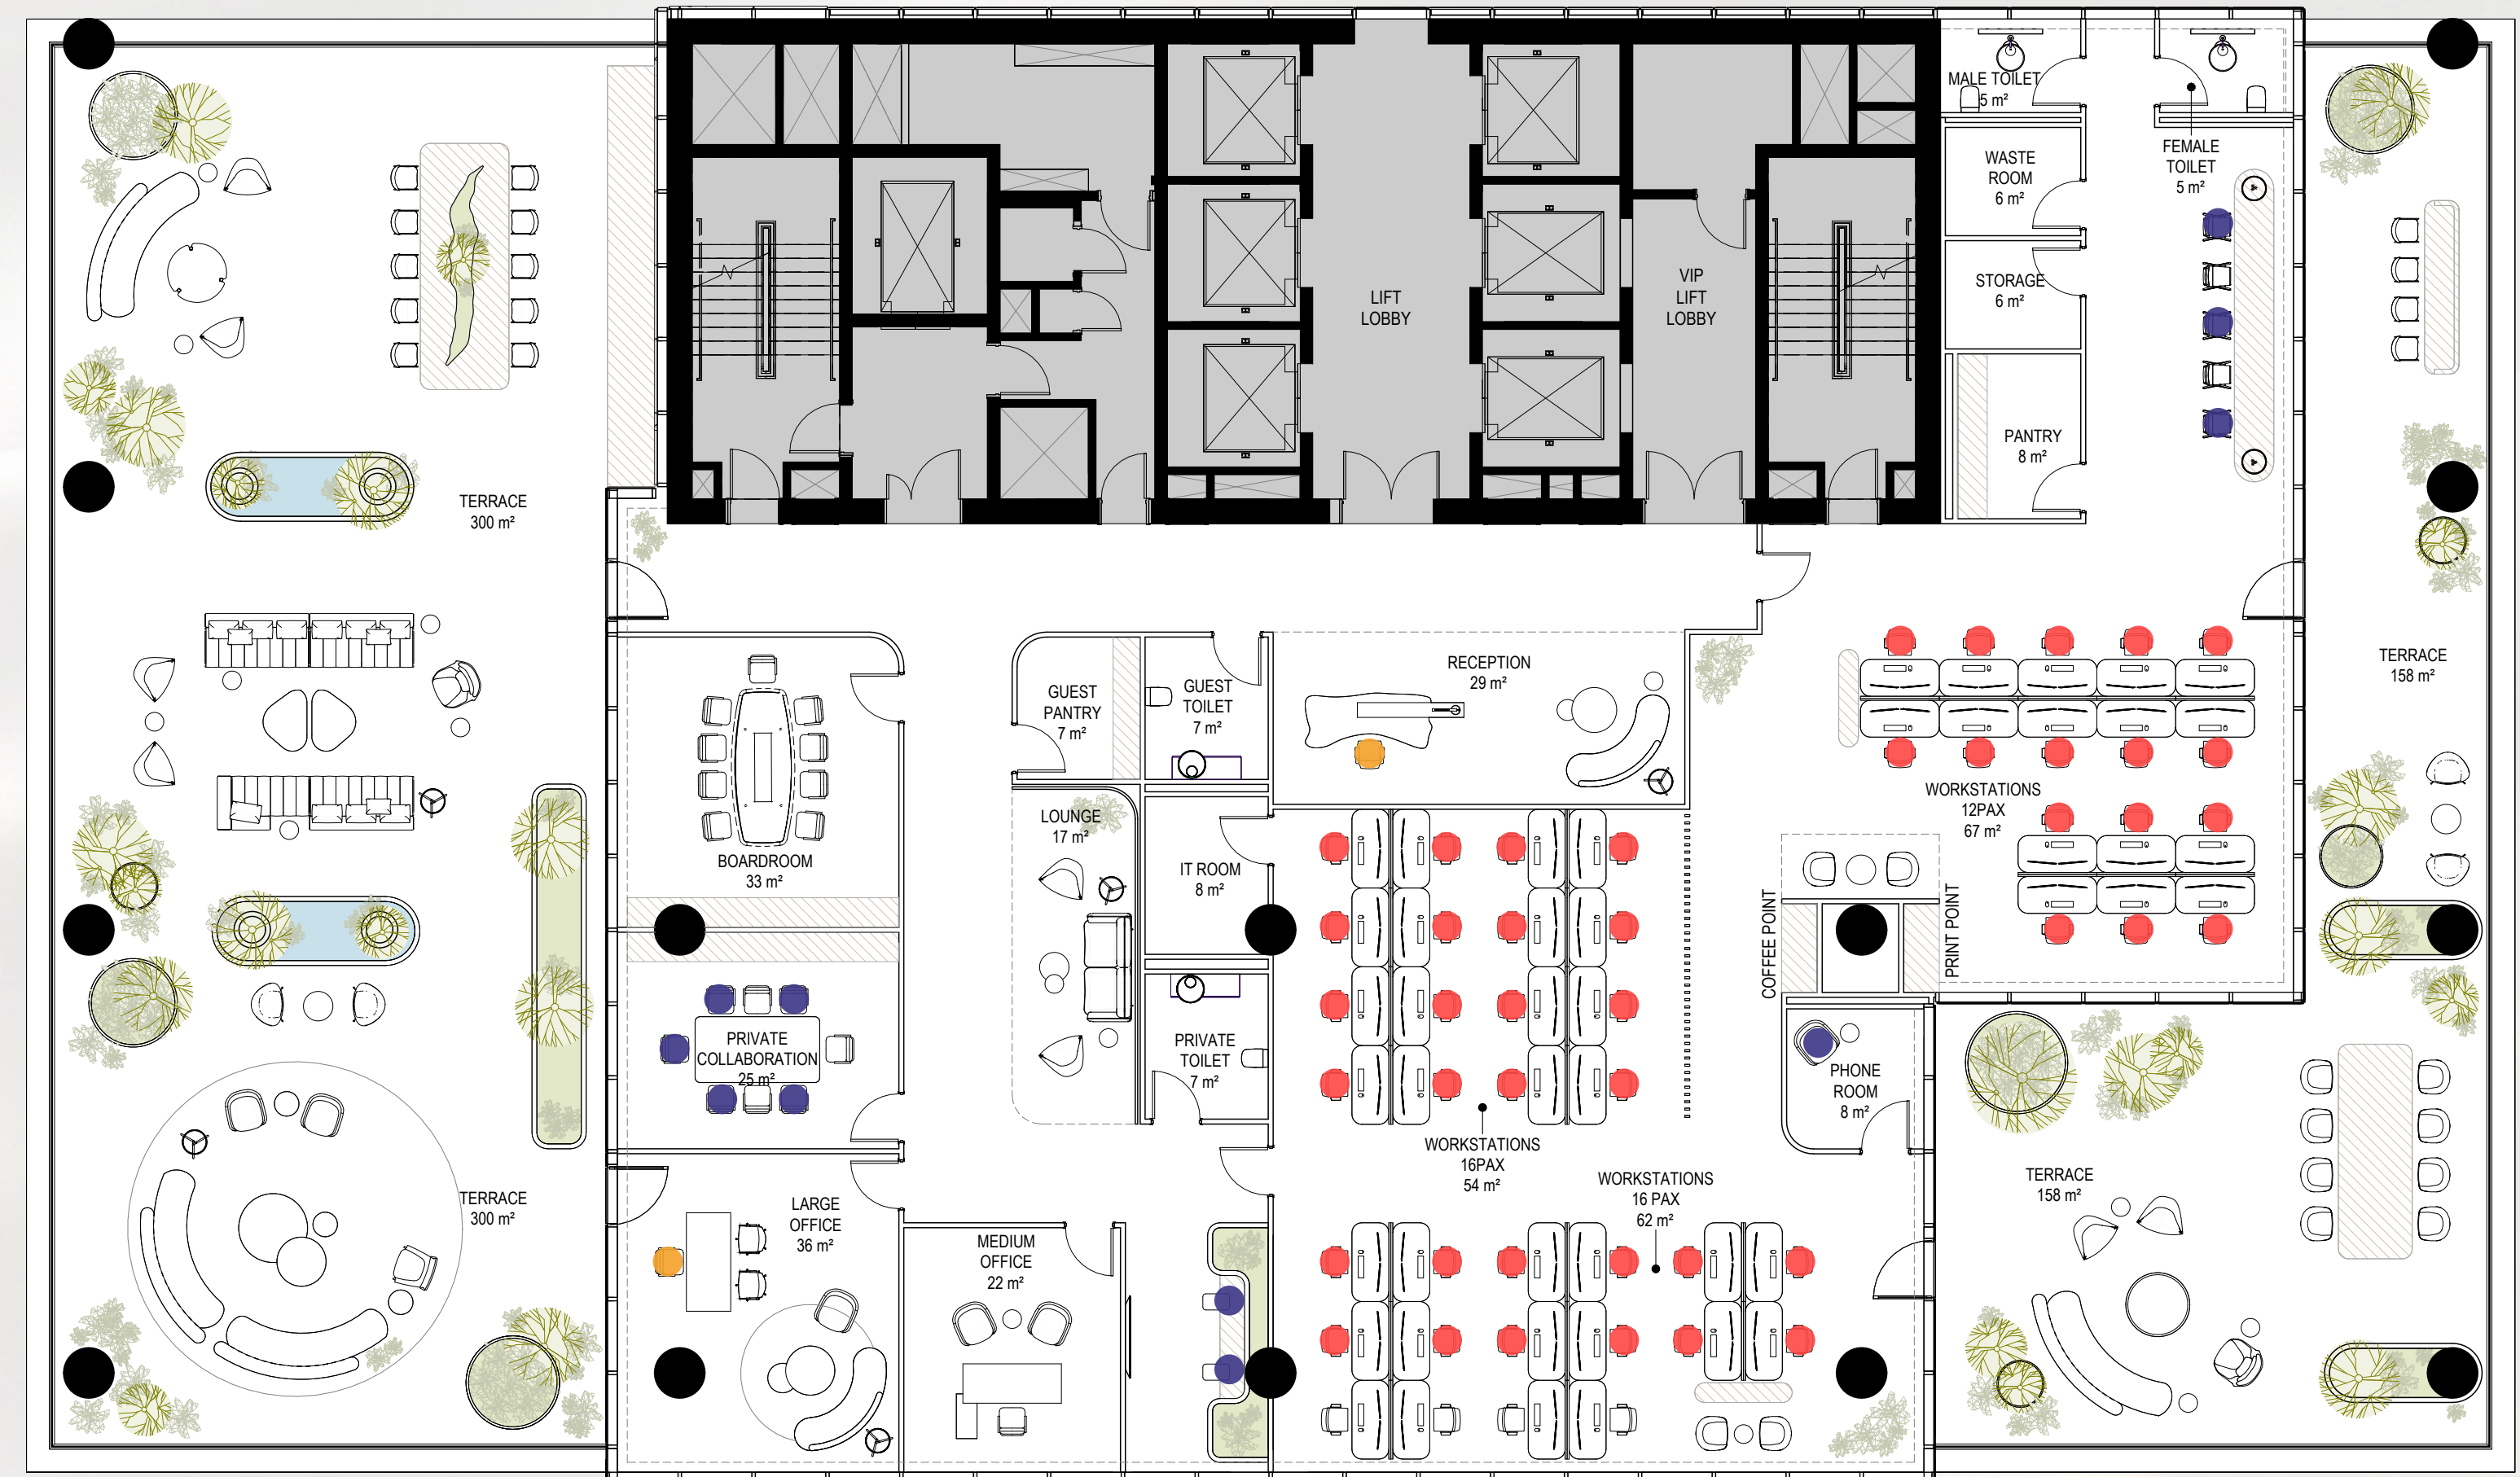 MALE TOILET
5 m²
FEMALE
TOILET
5 m²
WASTE
ROOM
6 m²
STORAGE
6 m²
PANTRY
8 m²
LIFT
LOBBY
VIP
LIFT
LOBBY
TERRACE
300 m²
TERRACE
158 m²
RECEPTION
29 m²
GUEST
PANTRY
7 m²
GUEST
TOILET
7 m²
LOUNGE
17 m²
BOARDROOM
33 m²
IT ROOM
8 m²
WORKSTATIONS
12PAX
67 m²
COFFEE POINT
PRINT POINT
PRIVATE
COLLABORATION
25 m²
PRIVATE
TOILET
7 m²
PHONE
ROOM
8 m²
WORKSTATIONS
16PAX
54 m²
WORKSTATIONS
16 PAX
62 m²
TERRACE
158 m²
TERRACE
300 m²
LARGE
OFFICE
36 m²
MEDIUM
OFFICE
22 m²